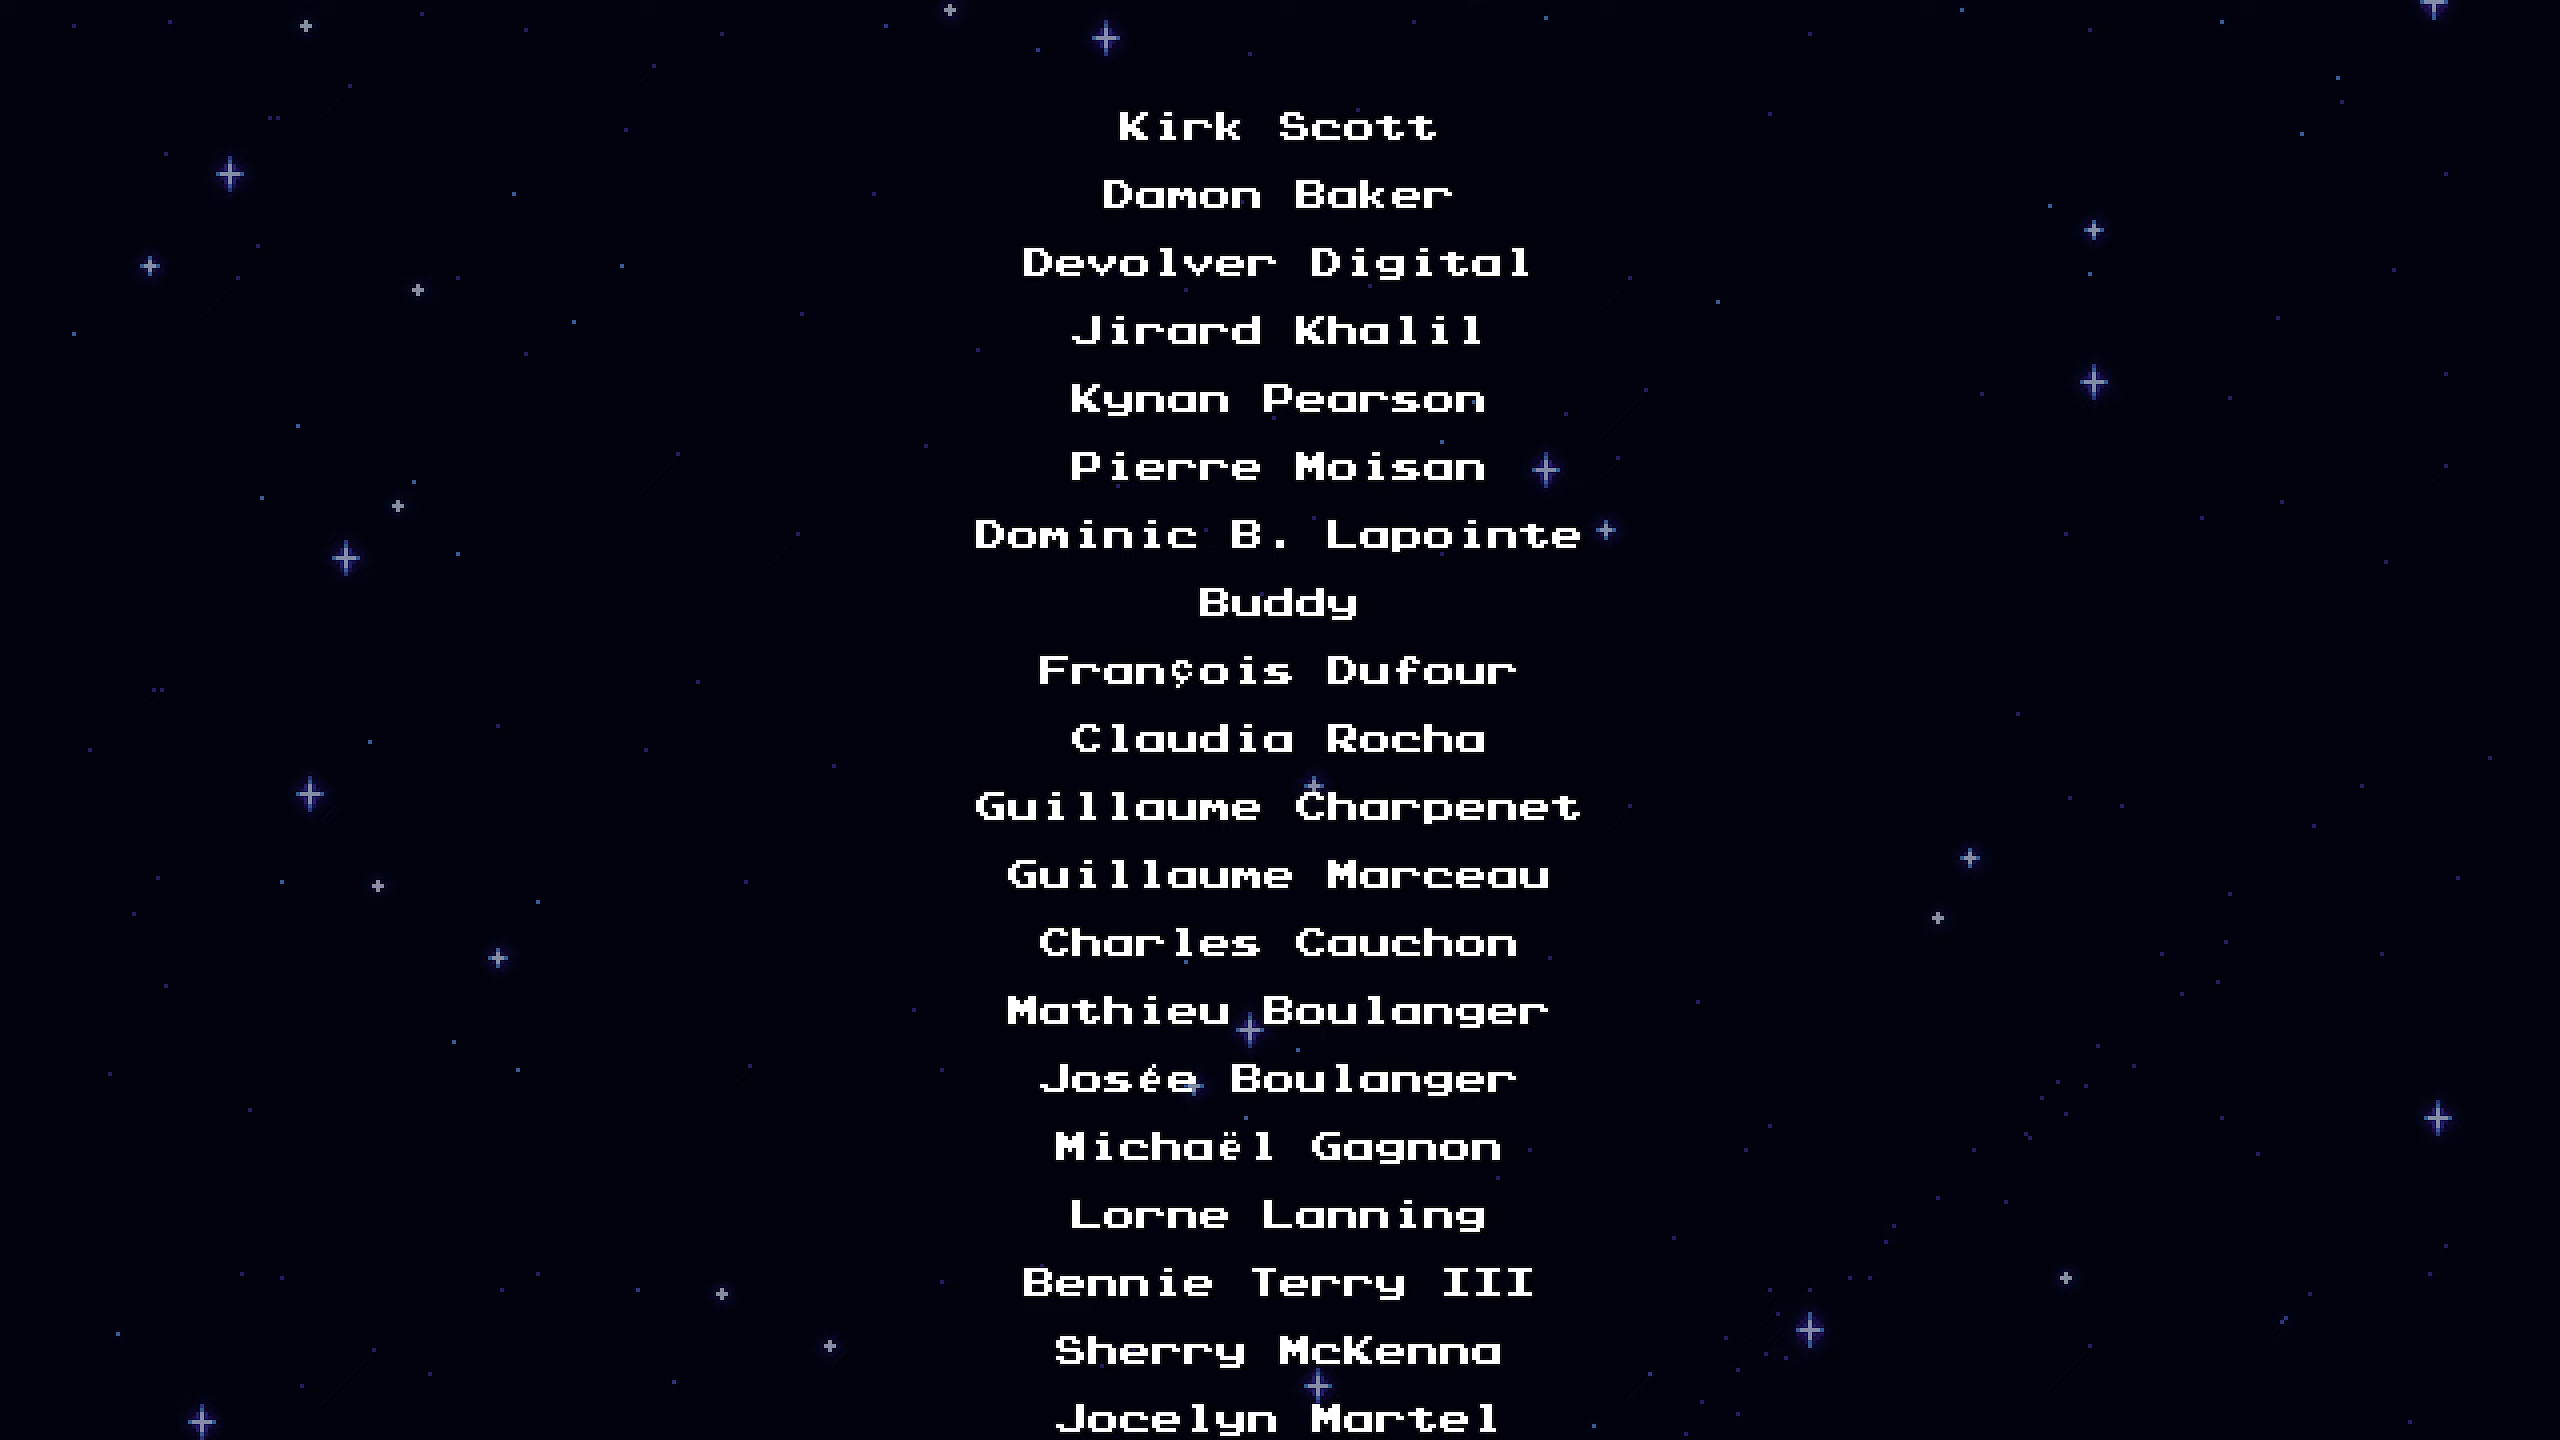 Kirk Scott
Damon Baker
Devolver Digital
Jirard Khalil
Kynan Pearson
Pierre Moisan
Dominic B. Lapointe
Buddy
François Dufour
Claudia Rocha
Guillaume Charpenet
Guillaume Marceau
Charles Cauchon
Mathieu Boulanger
Josée Boulanger
Michaël Gagnon
Lorne Lanning
Bennie Terry III
Sherry McKenna
Jocelyn Martel